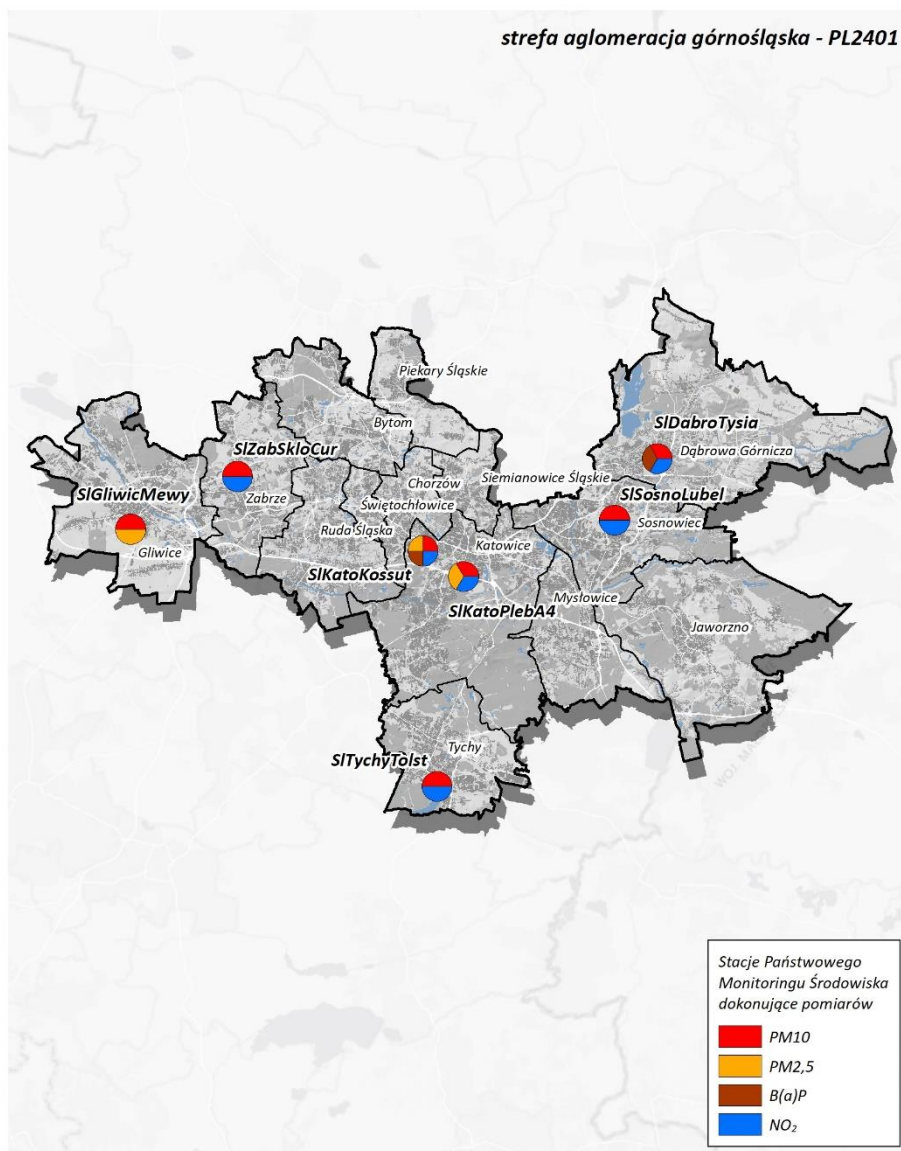 strefa aglomeracja górnośląska - PL2401
Piekary Śląskie
Bytom
SlDabroTysia
SlZabSkloCur
Dąbrowa Górnicza
Chorzów
Siemianowice Śląskie
SlGliwicMewy
Zabrze
Świętochłowice
SlSosnoLubel
Sosnowiec
Ruda Śląska
Katowice
Gliwice
SlKatoKossut
Mysłowice
SlKatoPlebA4
Jaworzno
Tychy
SlTychyTolst
Stacje Państwowego
Monitoringu Środowiska
dokonujące pomiarów
PM10
PM2,5
B(a)P
NO₂